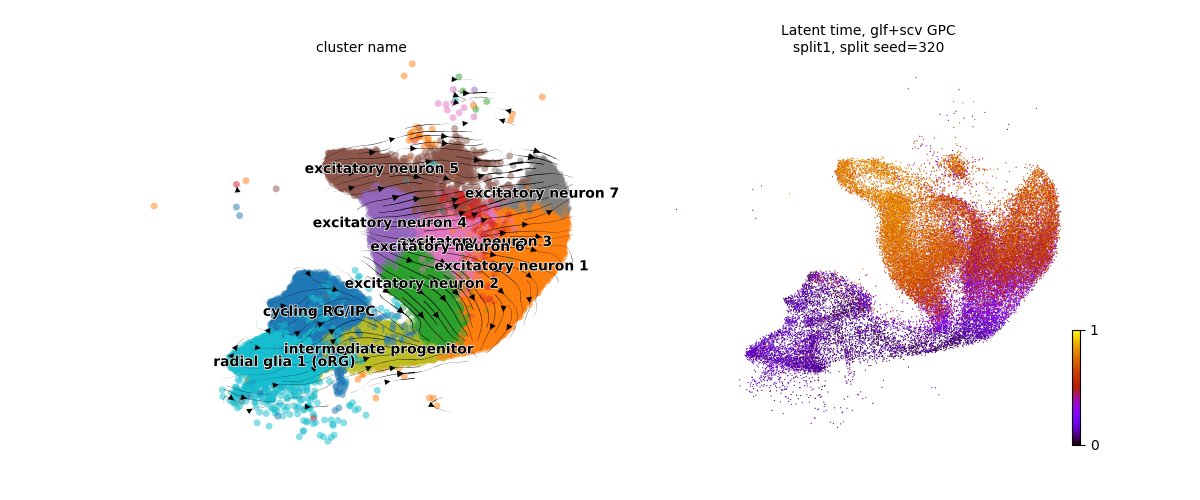 cluster name
excitatory neuron 5
excitatory neuron 7
excitatory neuron 4
excitatory neuron 3
excitatory neuron 6
excitatory neuron 1
excitatory neuron 2
cycling RG/IPC
intermediate progenitor
radial glia 1 (oRG)
Latent time, glf+scv GPC
split1, split seed=320
1
0